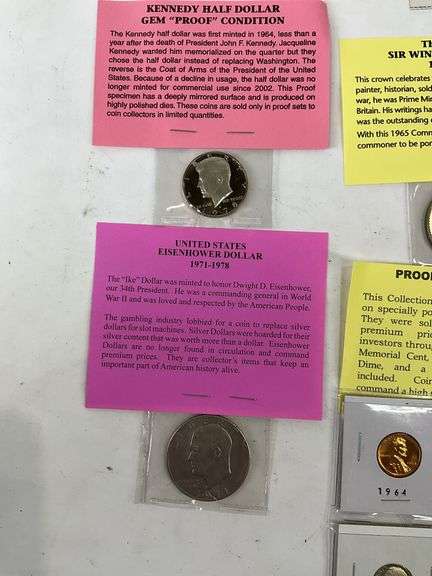 KENNEDY HALF DOLLAR
GEM "PROOF" CONDITION
The Kennedy half dollar was first minted in 1964, less than a
year after the death of President John F. Kennedy. Jacqueline
Kennedy wanted him memorialized on the quarter but they
chose the half dollar instead of replacing Washington. The
reverse is the Coat of Arms of the President of the United
States. Because of a decline in usage, the half dollar was no
longer minted for commercial use since 2002. This Proof
specimen has a deeply mirrored surface and is produced on
highly polished dies. These coins are sold only in proof sets to
coin collectors in limited quantities.
UNITED STATES
EISENHOWER DOLLAR
1971-1978
The "Ike" Dollar was minted to honor Dwight D. Eisenhower,
our 34th President. He was a commanding general in World
War II and was loved and respected by the American People.
The gambling industry lobbied for a coin to replace silver
dollars for slot machines. Silver Dollars were hoarded for their
silver content that was worth more than a dollar. Eisenhower
Dollars are no longer found in circulation and command
premium prices. They are collector's items that keep an
important part of American history alive.
SIR WIN
This crown celebrates
painter, historian, sold
war, he was Prime Mini
Britain. His writings ha
was the outstanding
With this 1965 Comm
commoner to be por
PROOF
This Collection
on specially po
They were sol
premium pric
investors throu
Memorial Cent,
Dime, and a
included. Coin
command a high
1964